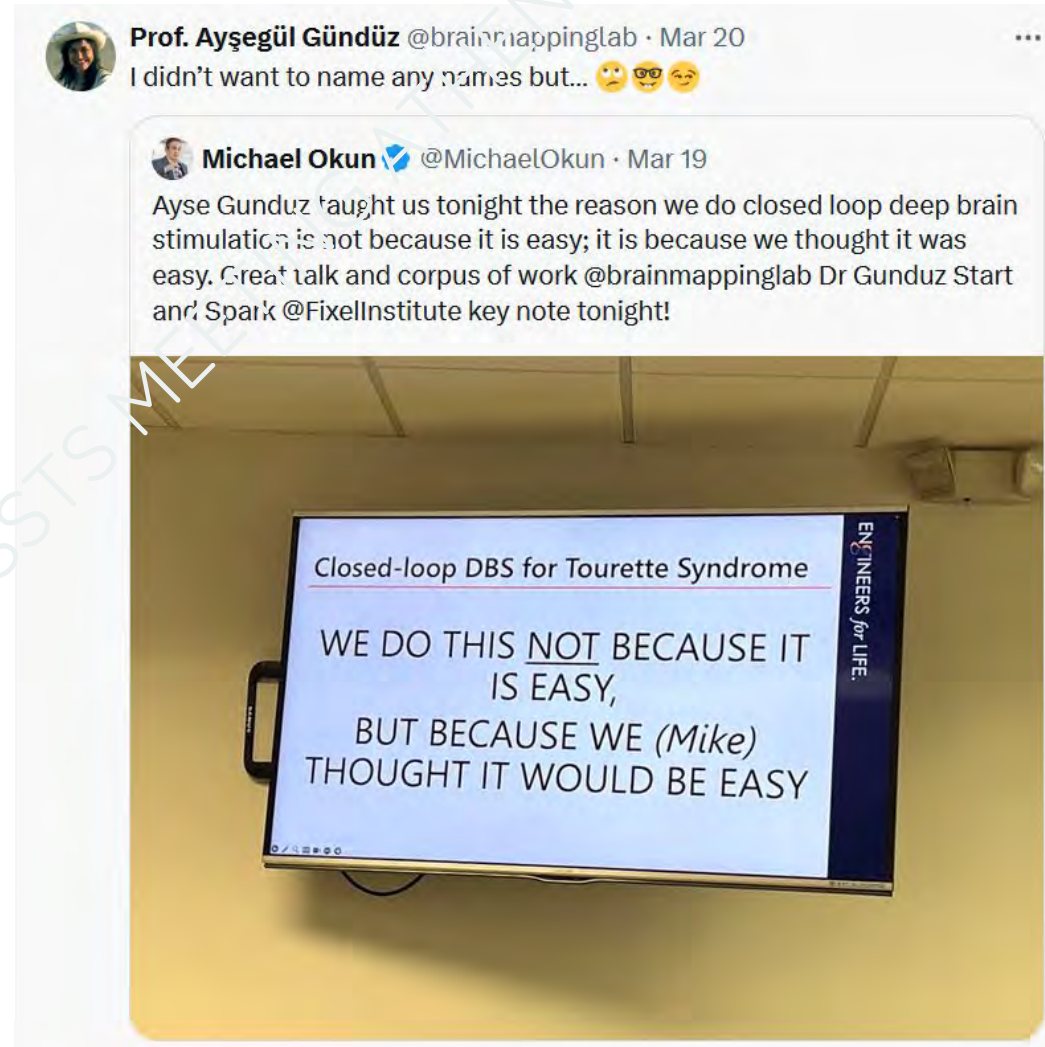 Prof. Ayşegül Gündüz @brainmappinglab · Mar 20
I didn't want to name any names but... 🙄🤓😏
Michael Okun @MichaelOkun · Mar 19
Ayse Gunduz taught us tonight the reason we do closed loop deep brain
stimulation is not because it is easy; it is because we thought it was
easy. Great talk and corpus of work @brainmappinglab Dr Gunduz Start
and Spark @FixelInstitute key note tonight!
Closed-loop DBS for Tourette Syndrome
WE DO THIS NOT BECAUSE IT
IS EASY,
BUT BECAUSE WE (Mike)
THOUGHT IT WOULD BE EASY
ENGINEERS for LIFE.